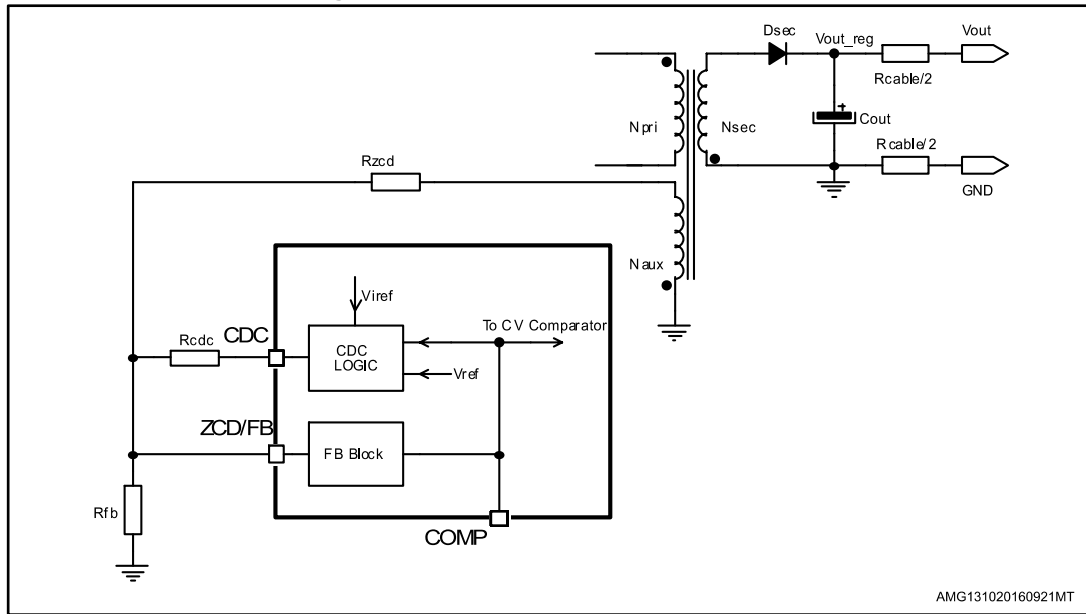 Dsec
Vout_reg
Vout
Rcable/2
Npri
Nsec
Cout
+
Rcable/2
GND
Rzcd
Naux
Viref
To CV Comparator
Rcdc
CDC
CDC
LOGIC
Vref
ZCD/FB
FB Block
Rfb
COMP
AMG131020160921MT